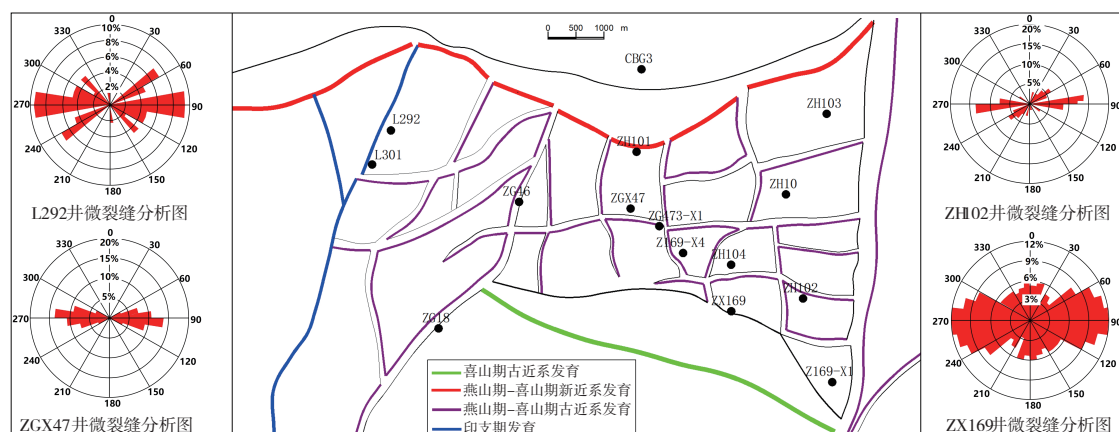 0
10%
8%
6%
4%
2%
30
60
90
120
150
180
210
240
270
300
330
L292井微裂缝分析图
0
20%
15%
10%
5%
30
60
90
120
150
180
210
240
270
300
330
ZGX47井微裂缝分析图
0 500 1000 m
CBG3
ZH103
L292
ZH101
L301
ZG46
ZH10
ZGX47
ZG473-X1
Z169-X4
ZH104
ZH102
ZX169
ZG18
Z169-X1
喜山期古近系发育
燕山期-喜山期新近系发育
燕山期-喜山期古近系发育
印支期发育
0
20%
15%
10%
5%
30
60
90
120
150
180
210
240
270
300
330
ZH102井微裂缝分析图
0
12%
9%
6%
3%
30
60
90
120
150
180
210
240
270
300
330
ZX169井微裂缝分析图